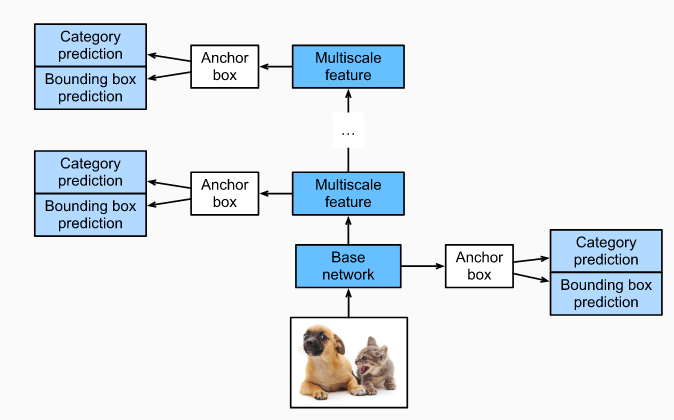 Category
prediction
Bounding box
prediction
Anchor
box
Multiscale
feature
...
Category
prediction
Bounding box
prediction
Anchor
box
Multiscale
feature
Base
network
Anchor
box
Category
prediction
Bounding box
prediction